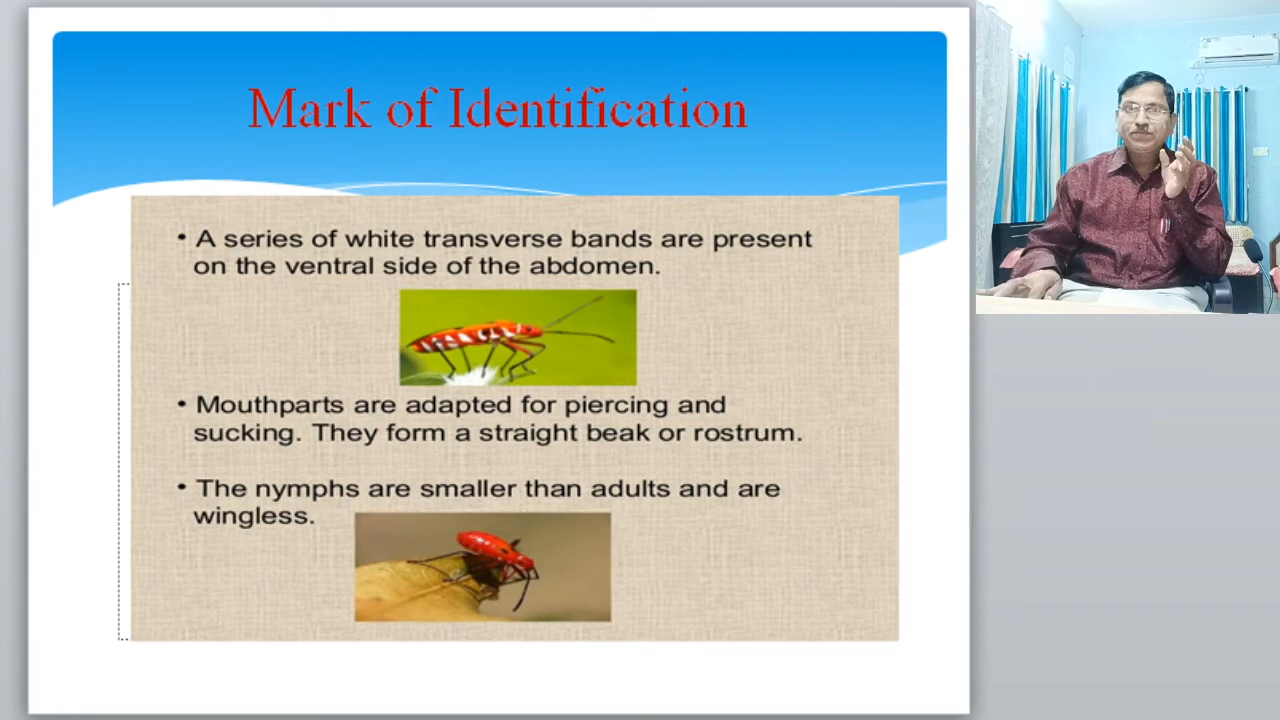 Mark of Identification
• A series of white transverse bands are present
on the ventral side of the abdomen.
• Mouthparts are adapted for piercing and
sucking. They form a straight beak or rostrum.
• The nymphs are smaller than adults and are
wingless.